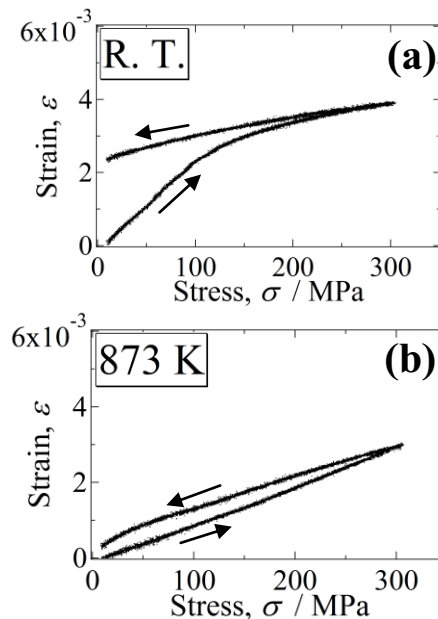 6x10⁻³
R. T.
(a)
4
2
0
Strain, ε
0 100 200 300
Stress, σ / MPa
6x10⁻³
873 K
(b)
4
2
0
Strain, ε
0 100 200 300
Stress, σ / MPa